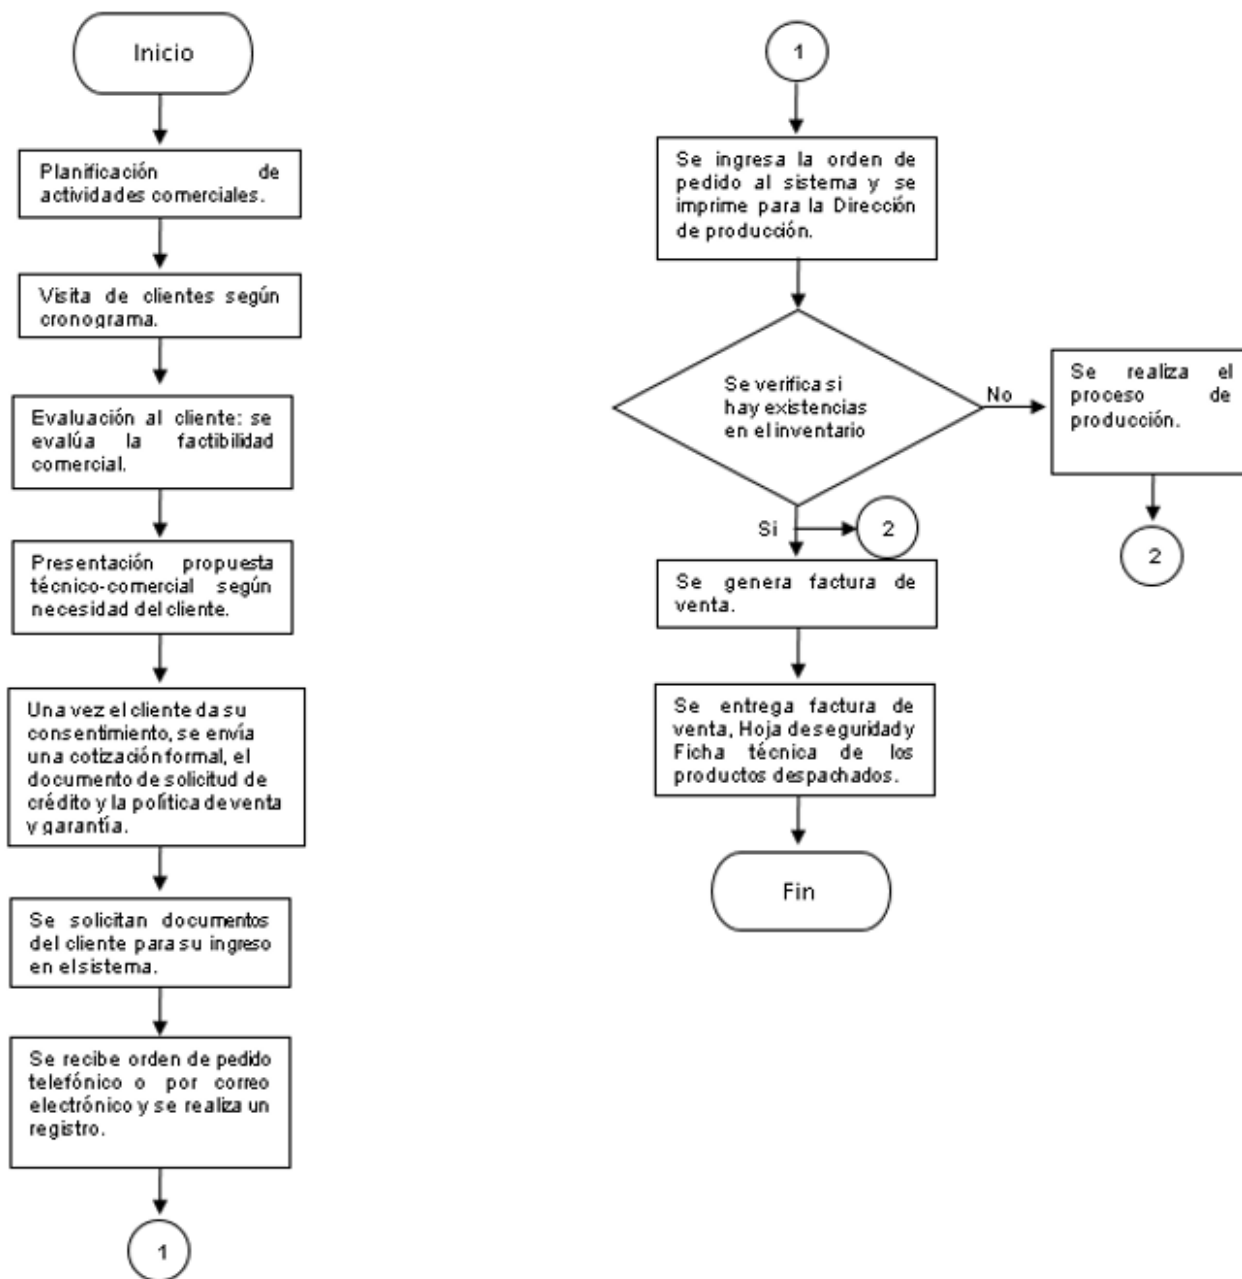 Inicio
Planificación de
actividades comerciales.
Visita de clientes según
cronograma.
Evaluación al cliente: se
evalúa la factibilidad
comercial.
Presentación propuesta
técnico-comercial según
necesidad del cliente.
Una vez el cliente da su
consentimiento, se envía
una cotización formal, el
documento de solicitud de
crédito y la política de venta
y garantía.
Se solicitan documentos
del cliente para su ingreso
en el sistema.
Se recibe orden de pedido
telefónico o por correo
electrónico y se realiza un
registro.
1
1
Se ingresa la orden de
pedido al sistema y se
imprime para la Dirección
de producción.
Se verifica si
hay existencias
en el inventario
No
Se realiza el
proceso de
producción.
2
Si
2
Se genera factura de
venta.
Se entrega factura de
venta, Hoja de seguridad y
Ficha técnica de los
productos despachados.
Fin